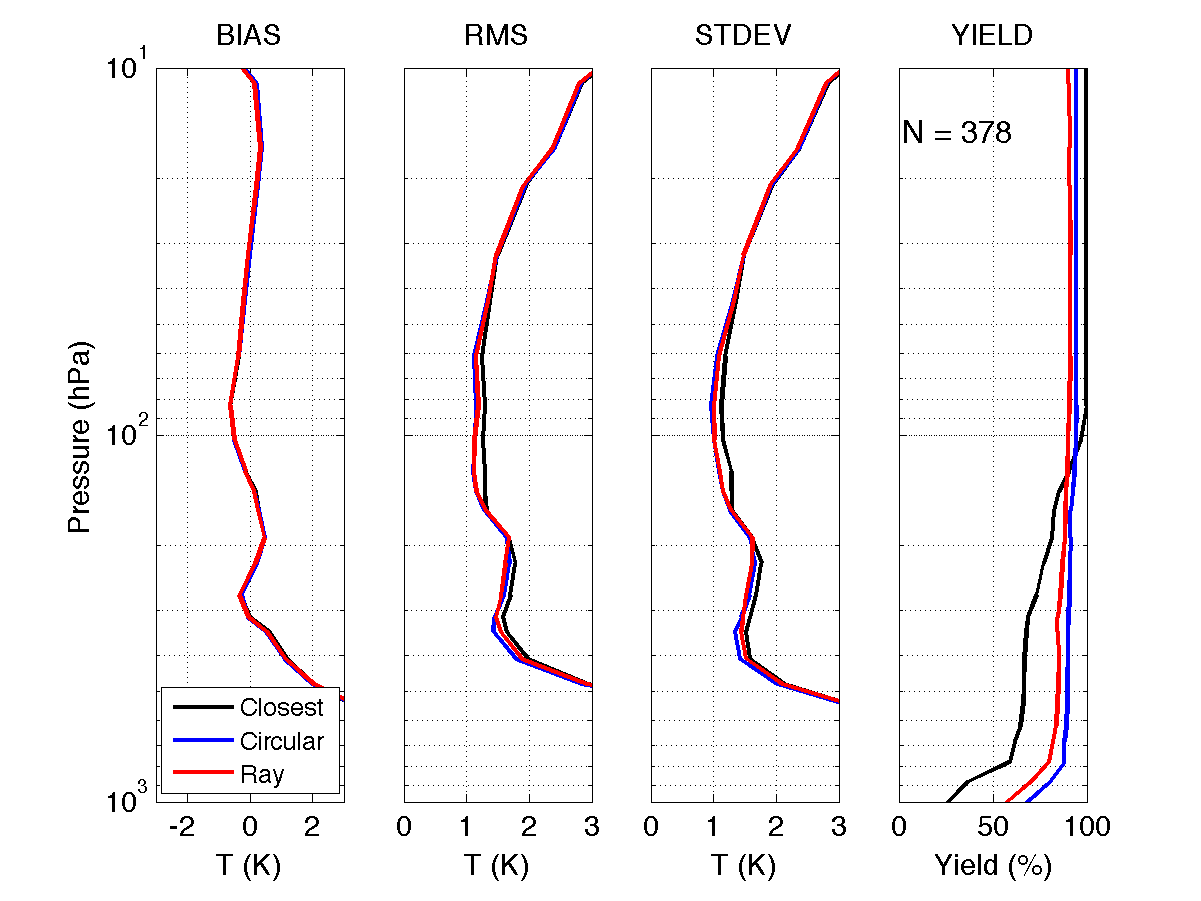 BIAS
RMS
STDEV
YIELD
Pressure (hPa)
10^1
10^2
10^3
N = 378
Closest
Circular
Ray
-2 0 2
0 1 2 3
0 1 2 3
0 50 100
T (K)
T (K)
T (K)
Yield (%)